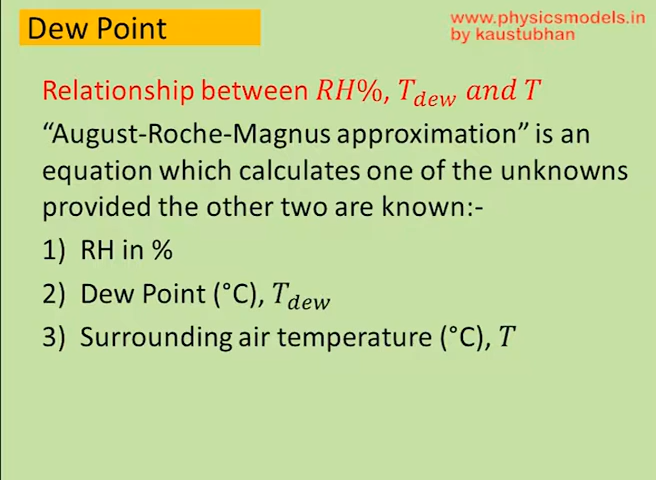 Dew Point
www.physicsmodels.in
by kaustubhan
Relationship between RH%, T_dew and T
“August-Roche-Magnus approximation” is an
equation which calculates one of the unknowns
provided the other two are known:-
1) RH in %
2) Dew Point (°C), T_dew
3) Surrounding air temperature (°C), T